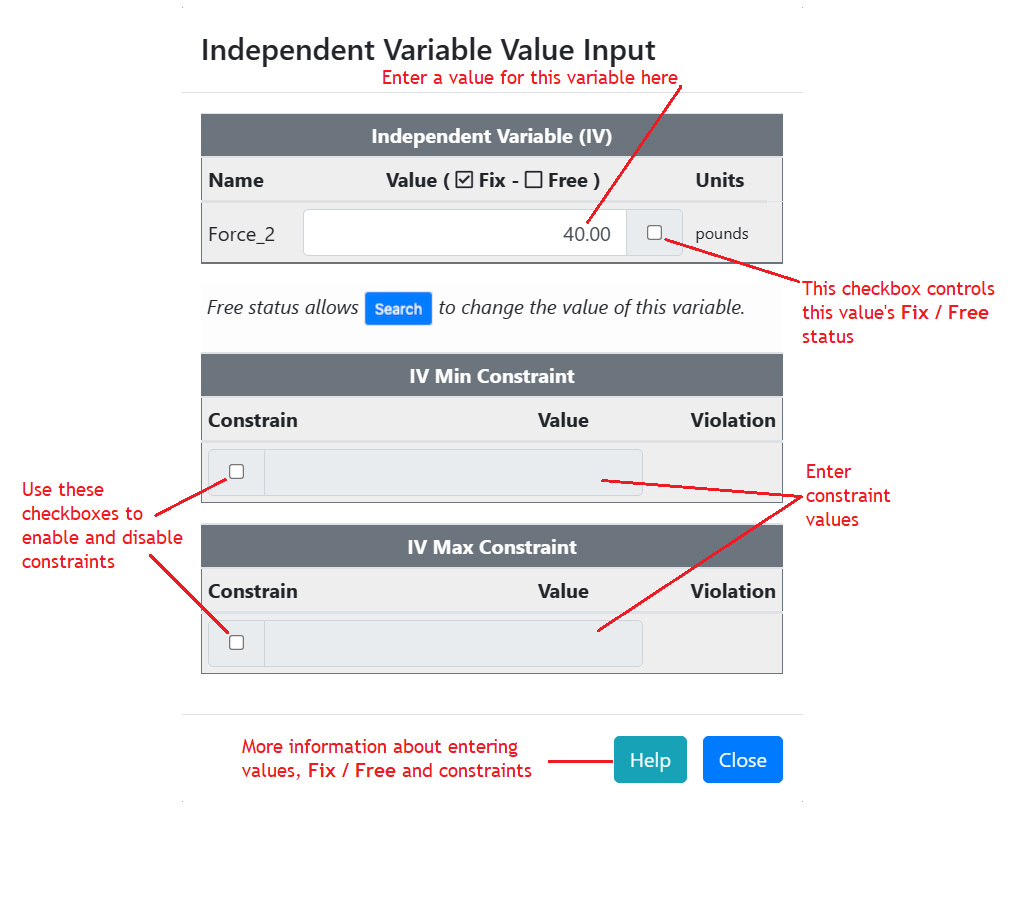 Independent Variable Value Input
Enter a value for this variable here
Independent Variable (IV)
Name Value ( ☑ Fix - ☐ Free ) Units
Force_2 40.00 ☐ pounds
Free status allows Search to change the value of this variable.
This checkbox controls
this value's Fix / Free
status
IV Min Constraint
Constrain Value Violation
Use these
checkboxes to
enable and disable
constraints
Enter
constraint
values
IV Max Constraint
Constrain Value Violation
More information about entering
values, Fix / Free and constraints
Help Close